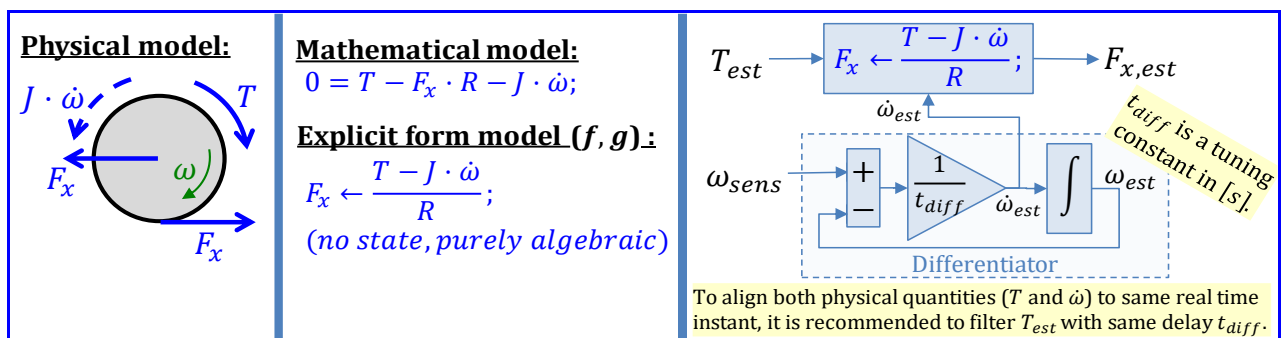 Physical model:
J · ω̇
T
ω
F_x
F_x
Mathematical model:
0 = T − F_x · R − J · ω̇;
Explicit form model (f, g) :
F_x ← (T − J · ω̇) / R ;
(no state, purely algebraic)
T_est
F_x ← (T − J · ω̇) / R ;
F_x,est
ω̇_est
t_diff is a tuning
constant in [s].
ω_sens
+
−
1 / t_diff
ω̇_est
∫
ω_est
Differentiator
To align both physical quantities (T and ω̇) to same real time
instant, it is recommended to filter T_est with same delay t_diff.